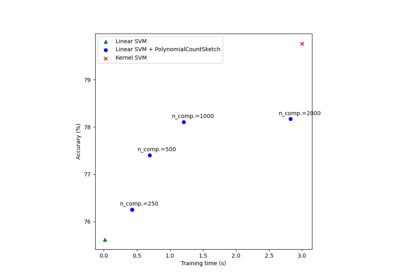 Linear SVM
Linear SVM + PolynomialCountSketch
Kernel SVM
79
78
77
76
Accurary (%)
n_comp.=2000
n_comp.=1000
n_comp.=500
n_comp.=250
0.0 0.5 1.0 1.5 2.0 2.5 3.0
Training time (s)